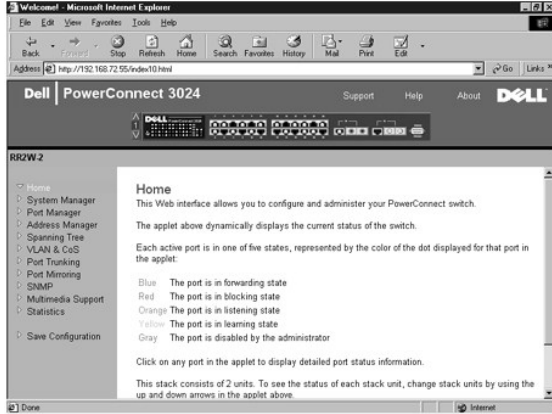 Welcome! - Microsoft Internet Explorer
File Edit View Favorites Tools Help
Back Forward Stop Refresh Home Search Favorites History Mail Print Edit
Address http://192.168.72.55/index10.html Go Links »
Dell | PowerConnect 3024 Support Help About DELL
DELL
1
RR2W-2
Home
System Manager
Port Manager
Address Manager
Spanning Tree
VLAN & CoS
Port Trunking
Port Mirroring
SNMP
Multimedia Support
Statistics
Save Configuration
Home
This Web interface allows you to configure and administer your PowerConnect switch.
The applet above dynamically displays the current status of the switch.
Each active port is in one of five states, represented by the color of the dot displayed for that port in
the applet:
Blue The port is in forwarding state
Red The port is in blocking state
Orange The port is in listening state
Yellow The port is in learning state
Gray The port is disabled by the administrator
Click on any port in the applet to display detailed port status information.
This stack consists of 2 units. To see the status of each stack unit, change stack units by using the
up and down arrows in the applet above.
Done Internet